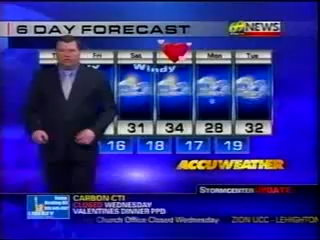 6 DAY FORECAST
69 NEWS
Windy
Sat Mon Tue
31 34 28 32
16 18 17 19
ACCUWEATHER
STORMCENTER UPDATE
CARBON CTI
CLOSED WEDNESDAY
VALENTINES DINNER PPD
LIBERTY
Church Office Closed Wednesday ZION UCC - LEHIGHTON